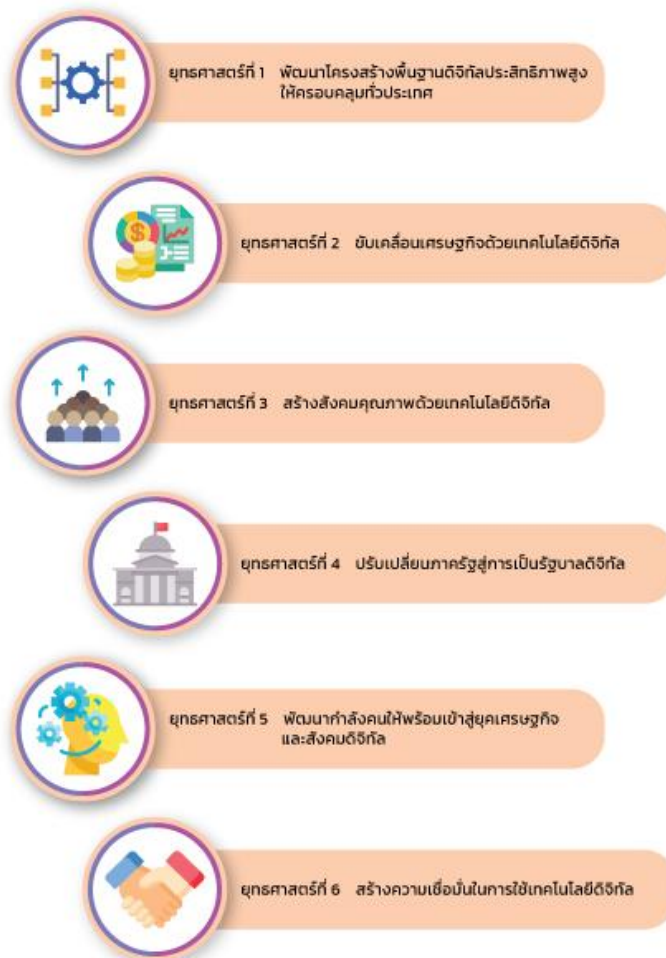 ยุทธศาสตร์ที่ 1 พัฒนาโครงสร้างพื้นฐานดิจิทัลประสิทธิภาพสูง
ให้ครอบคลุมทั่วประเทศ
ยุทธศาสตร์ที่ 2 ขับเคลื่อนเศรษฐกิจด้วยเทคโนโลยีดิจิทัล
ยุทธศาสตร์ที่ 3 สร้างสังคมคุณภาพด้วยเทคโนโลยีดิจิทัล
ยุทธศาสตร์ที่ 4 ปรับเปลี่ยนภาครัฐสู่การเป็นรัฐบาลดิจิทัล
ยุทธศาสตร์ที่ 5 พัฒนากำลังคนให้พร้อมเข้าสู่ยุคเศรษฐกิจ
และสังคมดิจิทัล
ยุทธศาสตร์ที่ 6 สร้างความเชื่อมั่นในการใช้เทคโนโลยีดิจิทัล